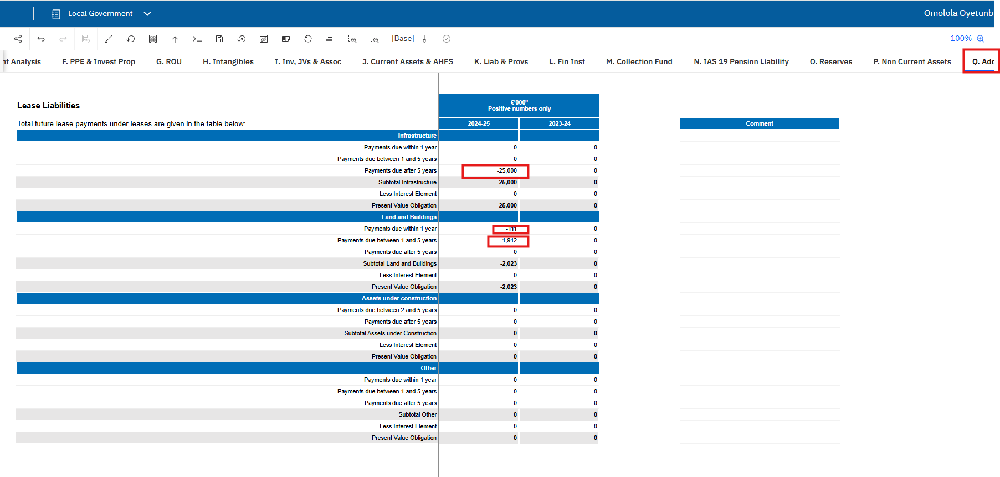 Local Government
Omolola Oyetunb
[Base]
100%
nt Analysis F. PPE & Invest Prop G. ROU H. Intangibles I. Inv, JVs & Assoc J. Current Assets & AHFS K. Liab & Provs L. Fin Inst M. Collection Fund N. IAS 19 Pension Liability O. Reserves P. Non Current Assets Q. Adc
Lease Liabilities
£'000"
Positive numbers only
Total future lease payments under leases are given in the table below: 2024-25 2023-24 Comment
Infrastructure
Payments due within 1 year 0 0
Payments due between 1 and 5 years 0 0
Payments due after 5 years -25,000 0
Subtotal Infrastructure -25,000 0
Less Interest Element 0 0
Present Value Obligation -25,000 0
Land and Buildings
Payments due within 1 year -111 0
Payments due between 1 and 5 years -1,912 0
Payments due after 5 years 0 0
Subtotal Land and Buildings -2,023 0
Less Interest Element 0 0
Present Value Obligation -2,023 0
Assets under construction
Payments due between 2 and 5 years 0 0
Payments due after 5 years 0 0
Subtotal Assets under Construction 0 0
Less Interest Element 0 0
Present Value Obligation 0 0
Other
Payments due within 1 year 0 0
Payments due between 1 and 5 years 0 0
Payments due after 5 years 0 0
Subtotal Other 0 0
Less Interest Element 0 0
Present Value Obligation 0 0